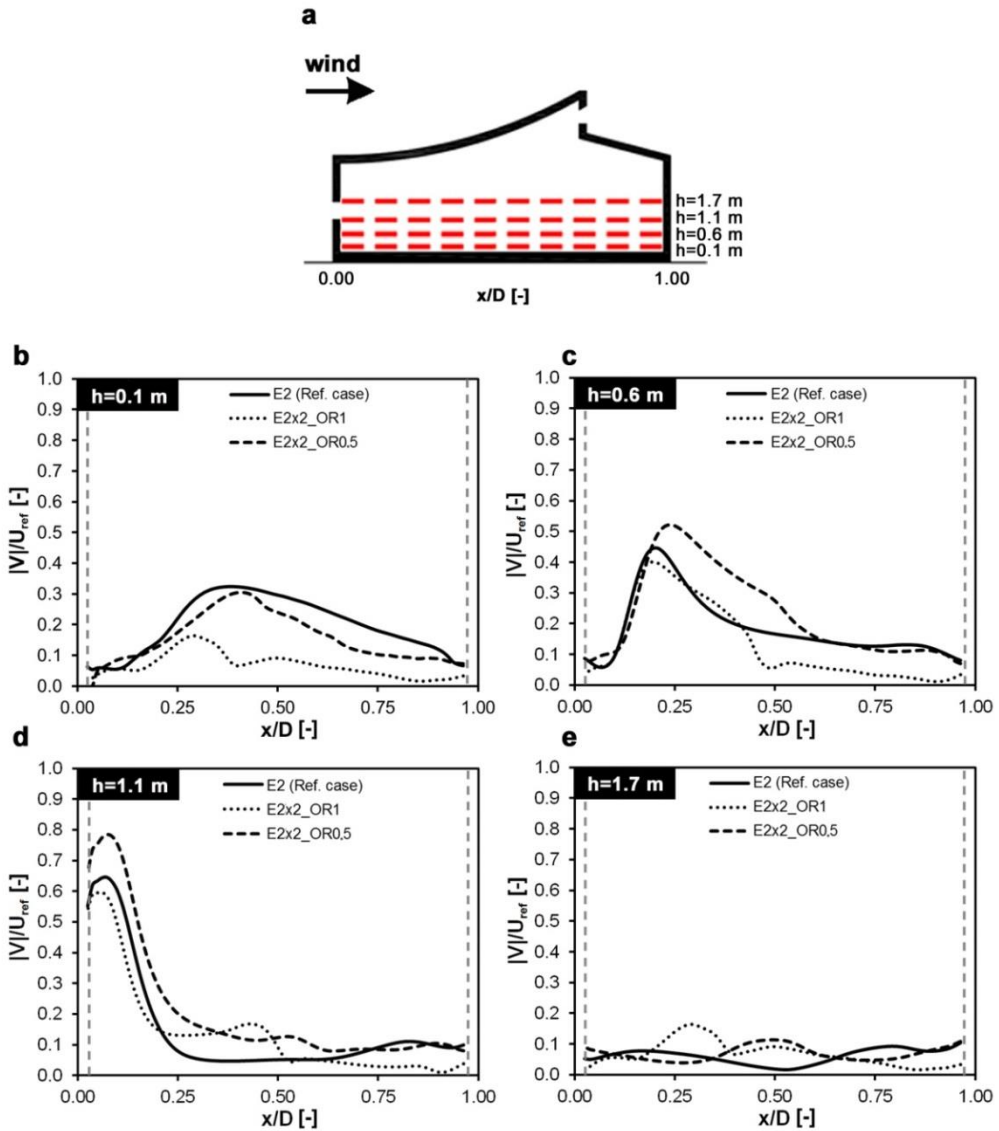 a
wind
h=1.7 m
h=1.1 m
h=0.6 m
h=0.1 m
0.00 1.00
x/D [-]
b
h=0.1 m
E2 (Ref. case)
E2x2_OR1
E2x2_OR0.5
1.0
0.9
0.8
0.7
0.6
0.5
0.4
0.3
0.2
0.1
0.0
|V|/Uref [-]
0.00 0.25 0.50 0.75 1.00
x/D [-]
c
h=0.6 m
E2 (Ref. case)
E2x2_OR1
E2x2_OR0.5
1.0
0.9
0.8
0.7
0.6
0.5
0.4
0.3
0.2
0.1
0.0
|V|/Uref [-]
0.00 0.25 0.50 0.75 1.00
x/D [-]
d
h=1.1 m
E2 (Ref. case)
E2x2_OR1
E2x2_OR0,5
1.0
0.9
0.8
0.7
0.6
0.5
0.4
0.3
0.2
0.1
0.0
|V|/Uref [-]
0.00 0.25 0.50 0.75 1.00
x/D [-]
e
h=1.7 m
E2 (Ref. case)
E2x2_OR1
E2x2_OR0,5
1.0
0.9
0.8
0.7
0.6
0.5
0.4
0.3
0.2
0.1
0.0
|V|/Uref [-]
0.00 0.25 0.50 0.75 1.00
x/D [-]